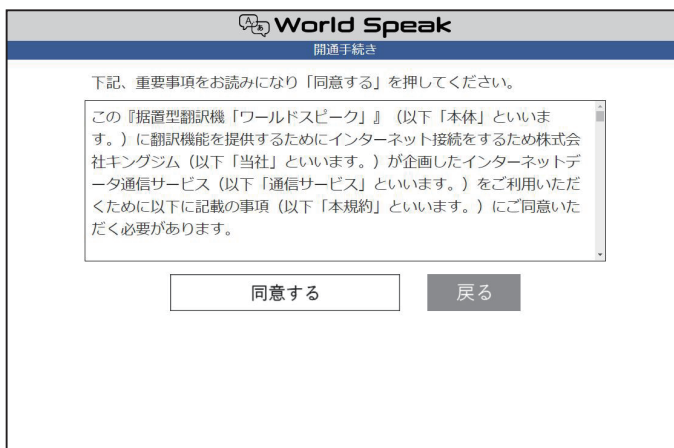 World Speak
開通手続き
下記、重要事項をお読みになり「同意する」を押してください。
この『据置型翻訳機「ワールドスピーク」』（以下「本体」といいま
す。）に翻訳機能を提供するためにインターネット接続をするため株式会
社キングジム（以下「当社」といいます。）が企画したインターネットデ
ータ通信サービス（以下「通信サービス」といいます。）をご利用いただ
くために以下に記載の事項（以下「本規約」といいます。）にご同意いた
だく必要があります。
同意する 戻る